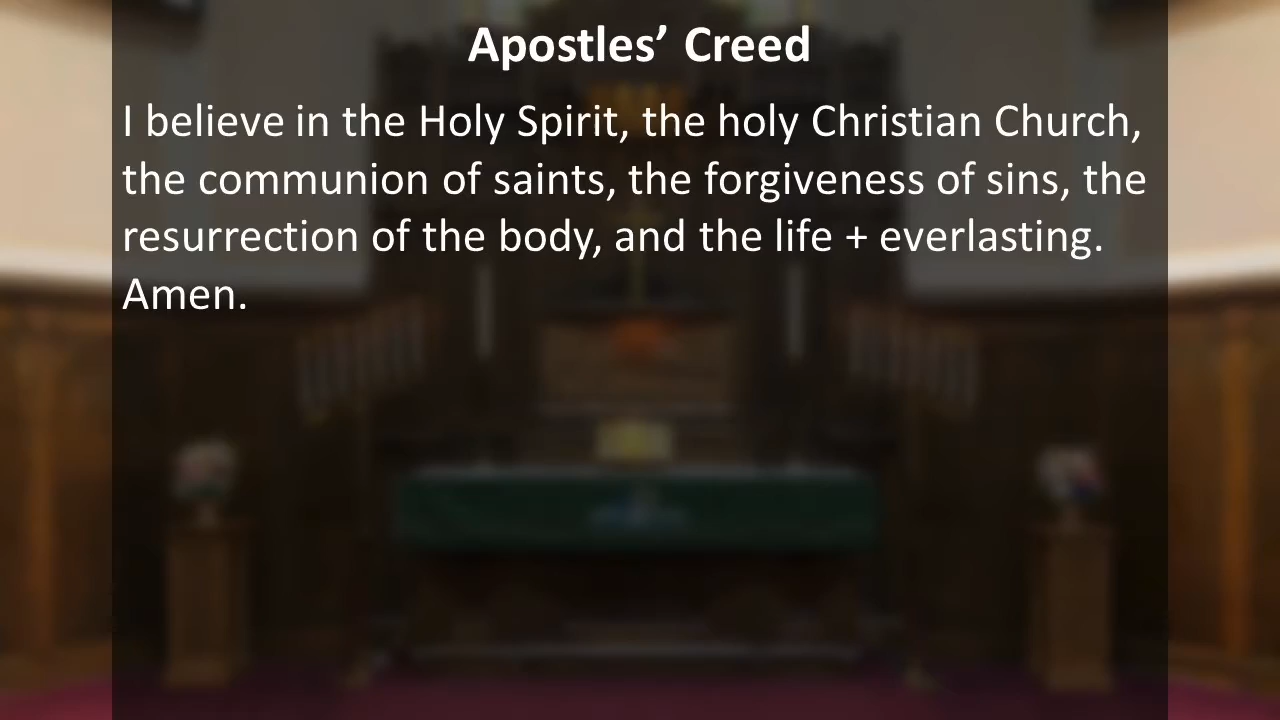 Apostles’ Creed
I believe in the Holy Spirit, the holy Christian Church,
the communion of saints, the forgiveness of sins, the
resurrection of the body, and the life + everlasting.
Amen.